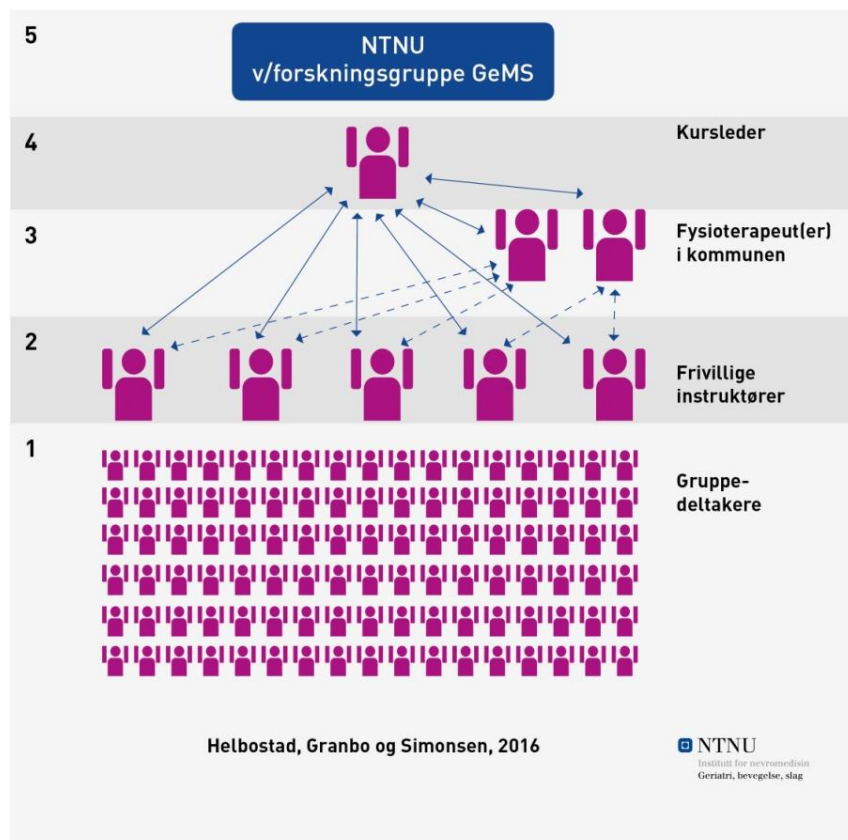 5
NTNU
v/forskningsgruppe GeMS
4
Kursleder
3
Fysioterapeut(er)
i kommunen
2
Frivillige
instruktører
1
Gruppe-
deltakere
Helbostad, Granbo og Simonsen, 2016
NTNU
Institutt for nevromedisin
Geriatri, bevegelse, slag